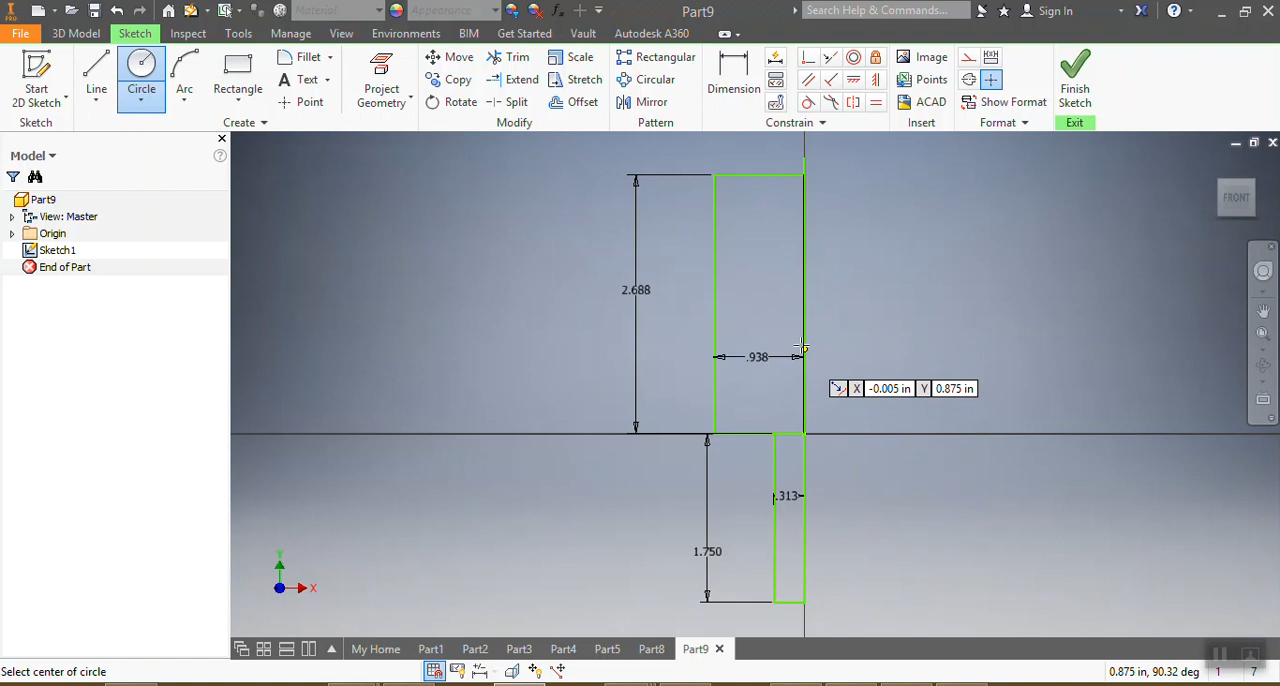 PRO
Material
Appearance
Part9
Search Help & Commands...
Sign In
File
3D Model
Sketch
Inspect
Tools
Manage
View
Environments
BIM
Get Started
Vault
Autodesk A360
Start
2D Sketch
Line
Circle
Arc
Rectangle
Fillet
Text
Point
Project
Geometry
Move
Copy
Rotate
Trim
Extend
Split
Scale
Stretch
Offset
Rectangular
Circular
Mirror
Dimension
Image
Points
ACAD
Show Format
Finish
Sketch
Sketch
Create
Modify
Pattern
Constrain
Insert
Format
Exit
Model
Part9
View: Master
Origin
Sketch1
End of Part
FRONT
2.688
.938
X -0.005 in Y 0.875 in
.313
1.750
Y
X
My Home
Part1
Part2
Part3
Part4
Part5
Part8
Part9
Select center of circle
0.875 in, 90.32 deg
1
7